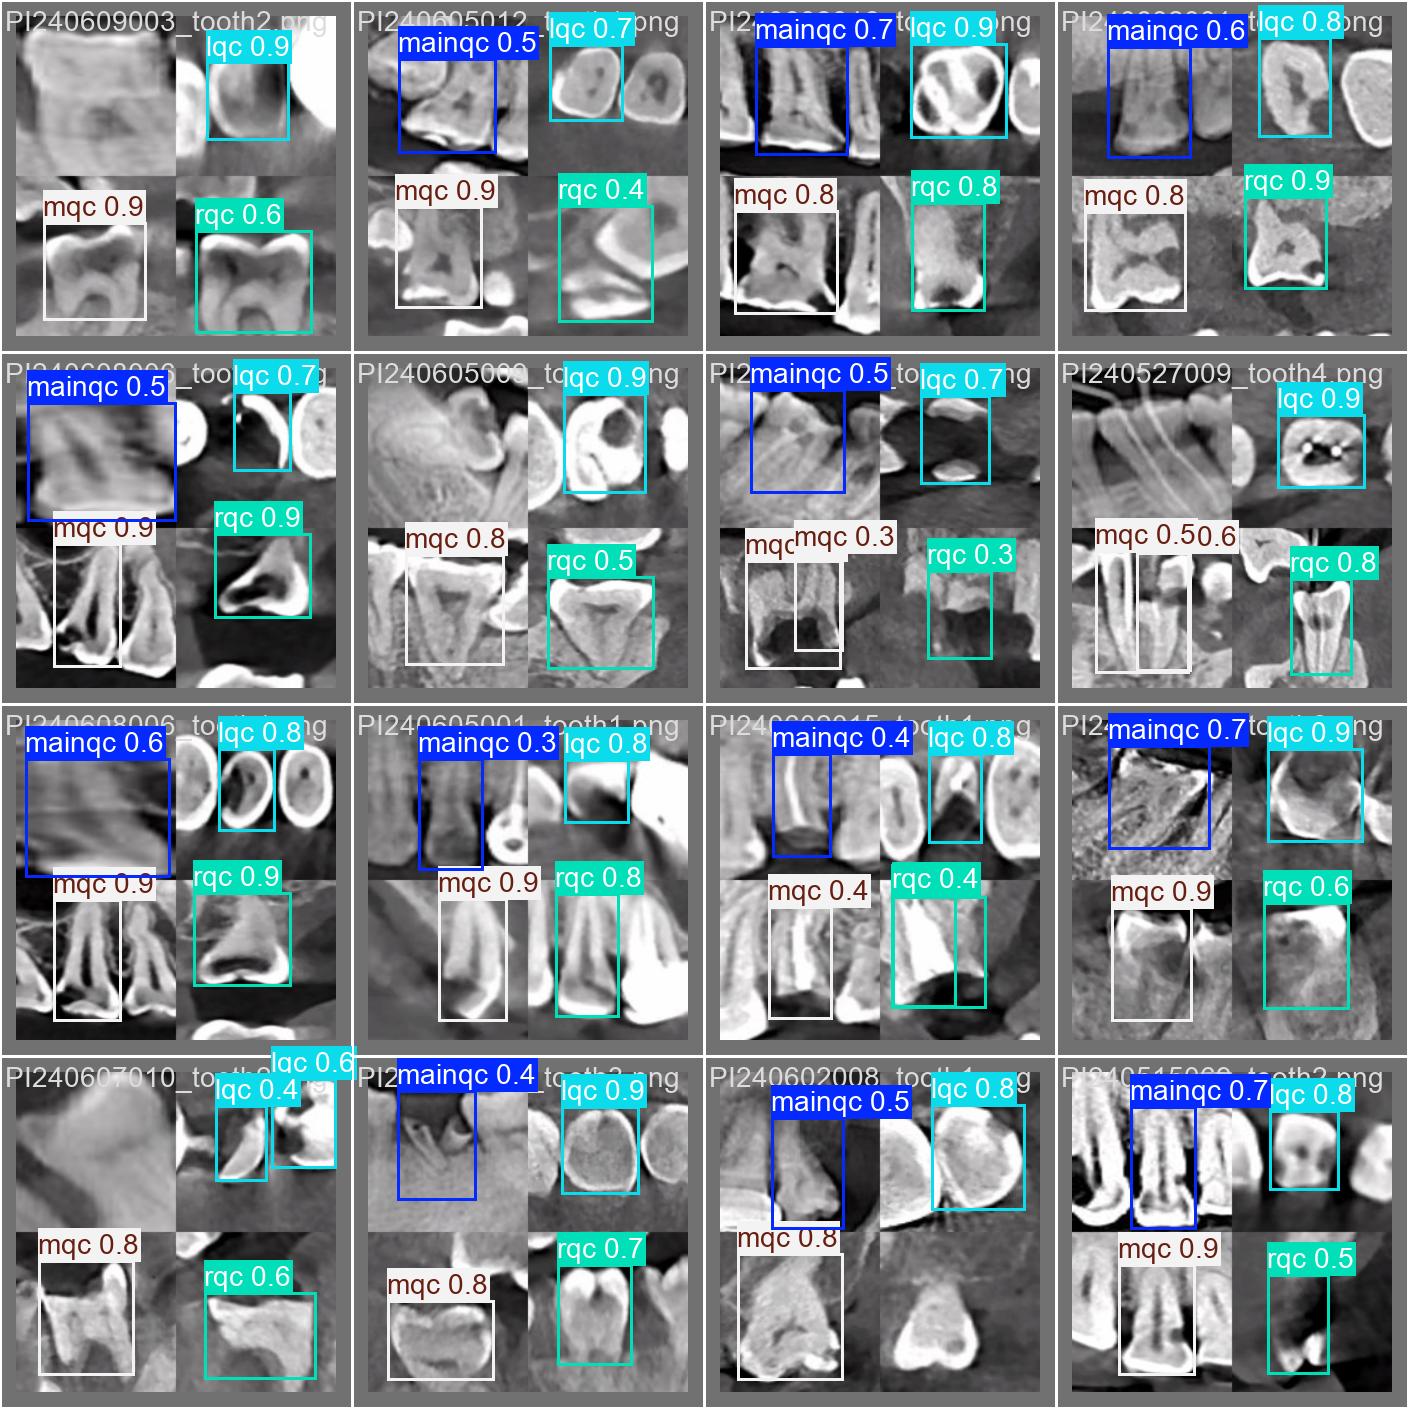 PI240609003_tooth2.png
lqc 0.9
mqc 0.9
rqc 0.6
mainqc 0.5
lqc 0.7
mqc 0.9
rqc 0.4
mainqc 0.7
lqc 0.9
mqc 0.8
rqc 0.8
mainqc 0.6
lqc 0.8
mqc 0.8
rqc 0.9
mainqc 0.5
lqc 0.7
mqc 0.9
rqc 0.9
lqc 0.9
mqc 0.8
rqc 0.5
mainqc 0.5
lqc 0.7
mqc 0.3
rqc 0.3
PI240527009_tooth4.png
lqc 0.9
mqc 0.5 0.6
rqc 0.8
PI240608006
mainqc 0.6
lqc 0.8
mqc 0.9
rqc 0.9
PI240605001_tooth1.png
mainqc 0.3
lqc 0.8
mqc 0.9
rqc 0.8
mainqc 0.4
lqc 0.8
mqc 0.4
rqc 0.4
mainqc 0.7
lqc 0.9
mqc 0.9
rqc 0.6
PI240607010
lqc 0.4
lqc 0.6
mqc 0.8
rqc 0.6
mainqc 0.4
lqc 0.9
mqc 0.8
rqc 0.7
PI240602008
mainqc 0.5
lqc 0.8
mqc 0.8
mainqc 0.7
lqc 0.8
mqc 0.9
rqc 0.5